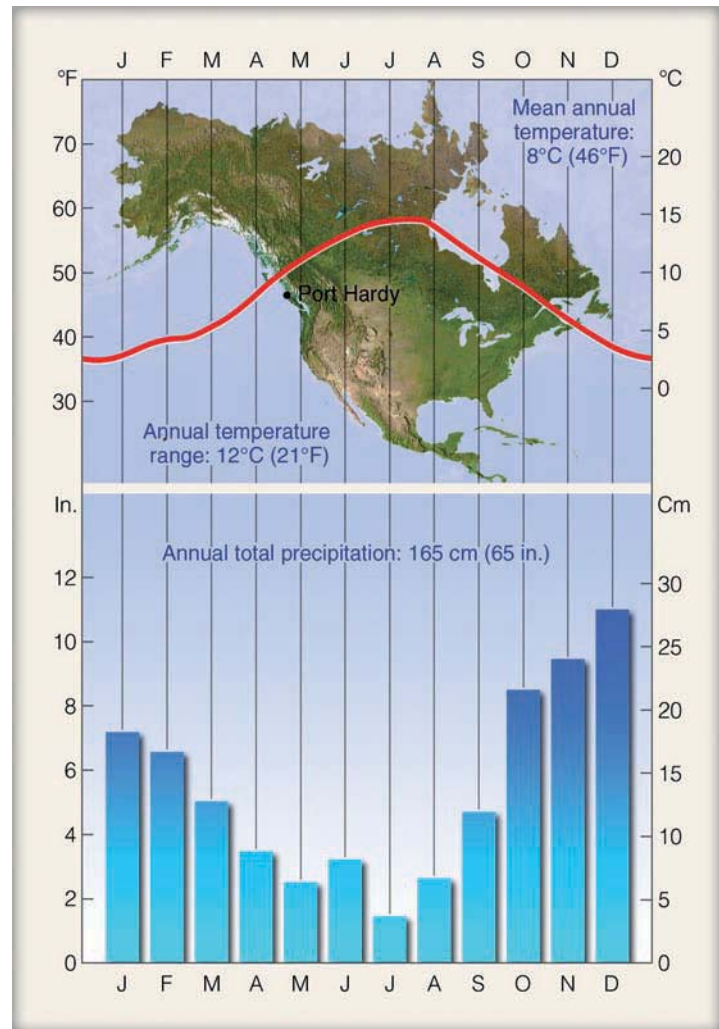 J F M A M J J A S O N D
°F °C
Mean annual
temperature:
8°C (46°F)
70
60
50
40
30
20
15
10
5
0
Port Hardy
Annual temperature
range: 12°C (21°F)
In. Cm
Annual total precipitation: 165 cm (65 in.)
12
10
8
6
4
2
0
30
25
20
15
10
5
0
J F M A M J J A S O N D